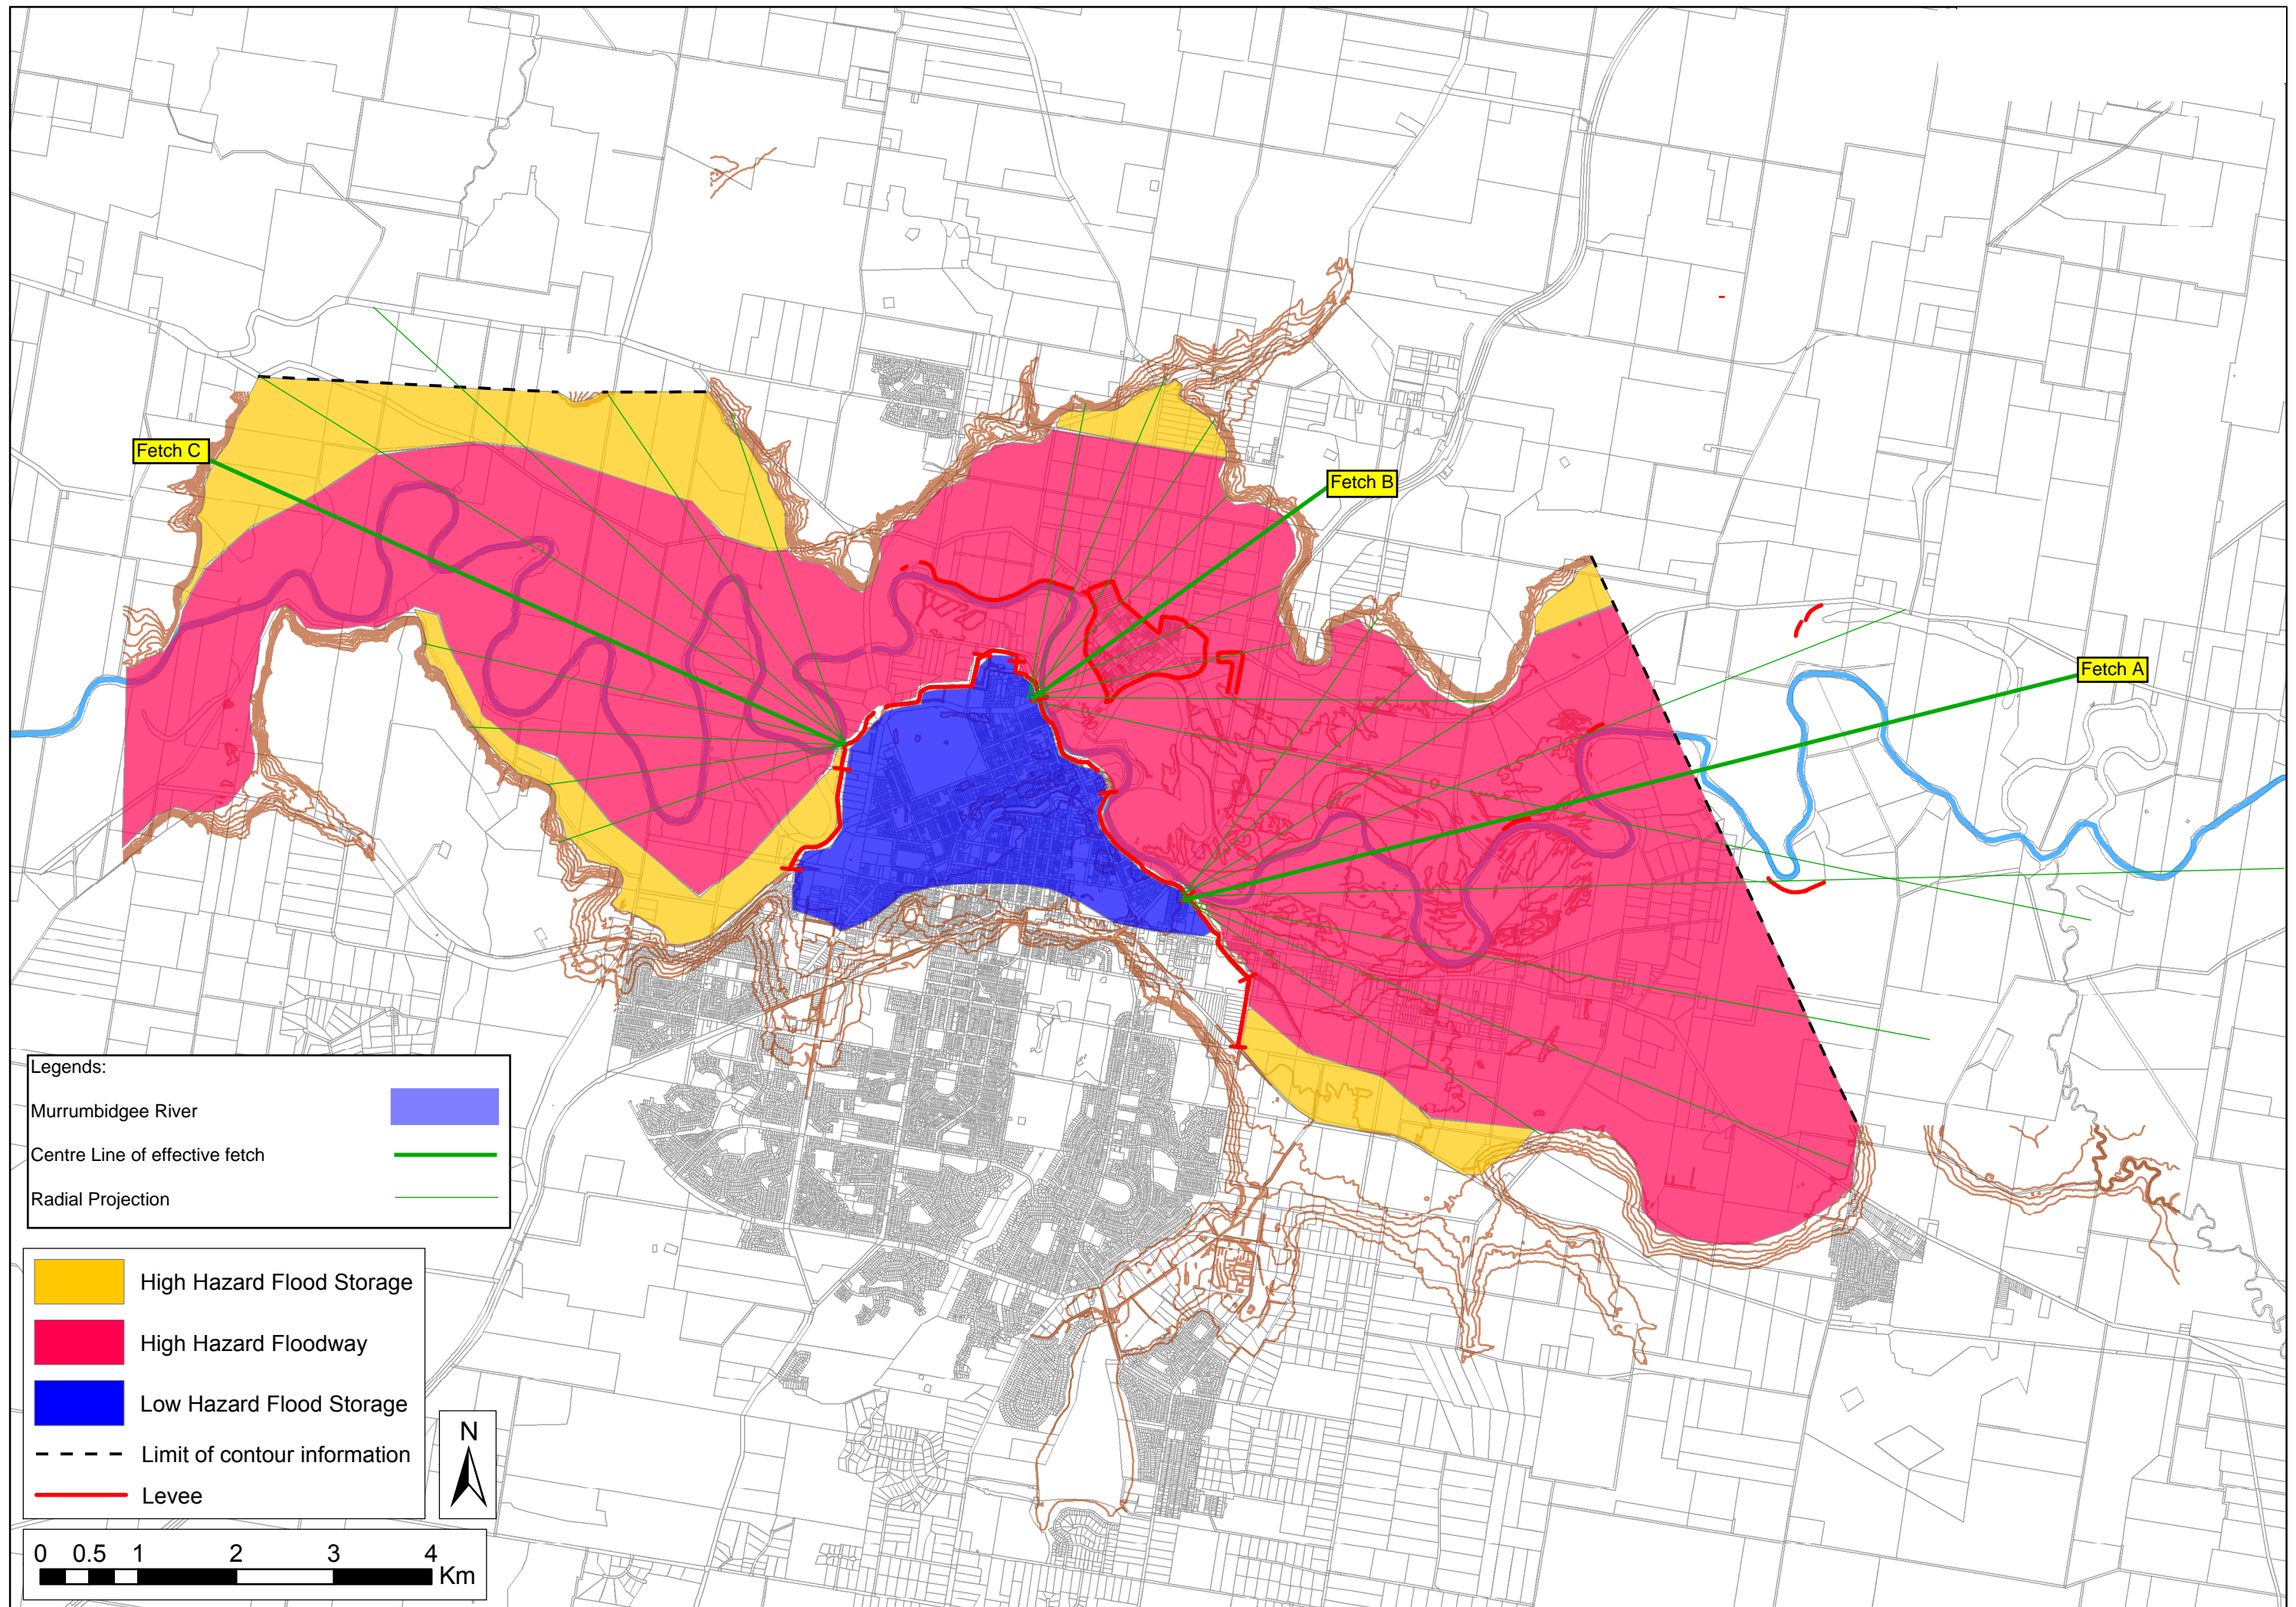 Fetch C
Fetch B
Fetch A
Legends:
Murrumbidgee River
Centre Line of effective fetch
Radial Projection
High Hazard Flood Storage
High Hazard Floodway
Low Hazard Flood Storage
Limit of contour information
Levee
N
0 0.5 1 2 3 4
Km